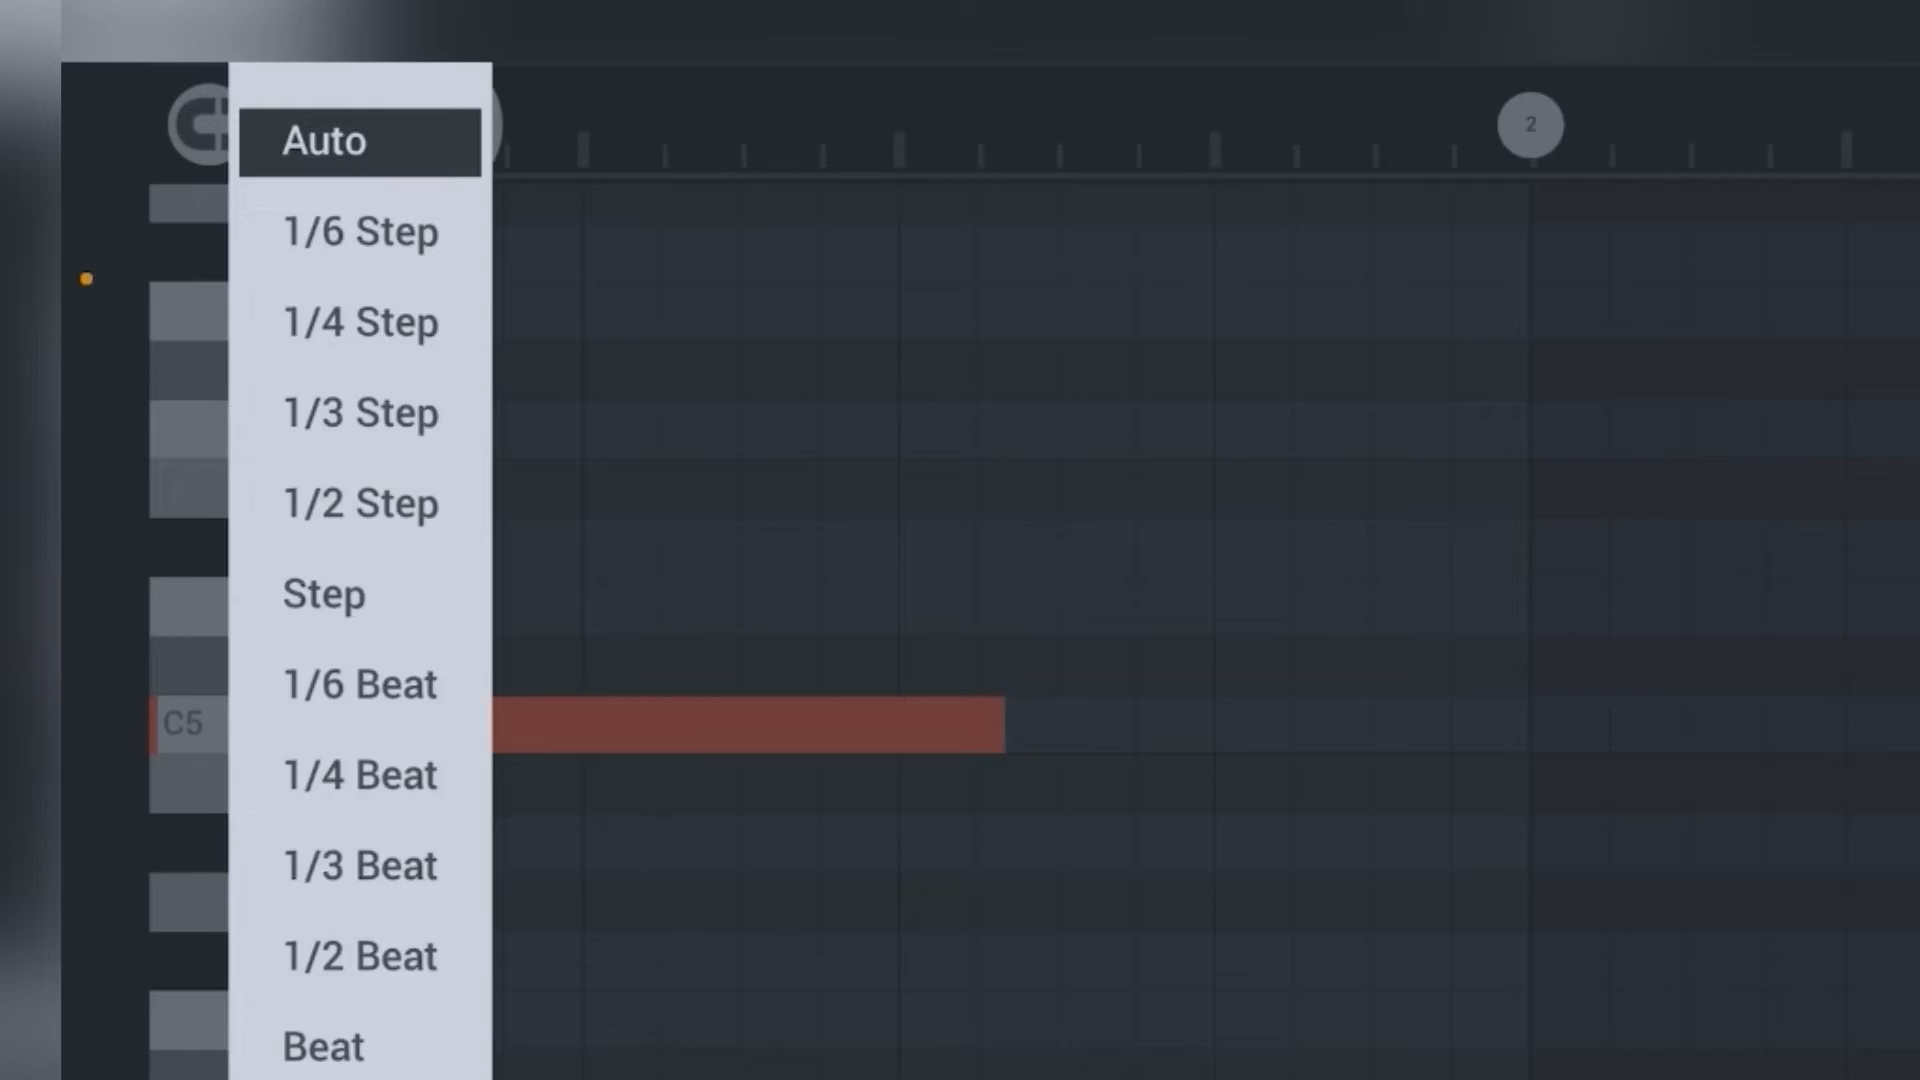 Auto
2
1/6 Step
1/4 Step
1/3 Step
1/2 Step
Step
1/6 Beat
C5
1/4 Beat
1/3 Beat
1/2 Beat
Beat